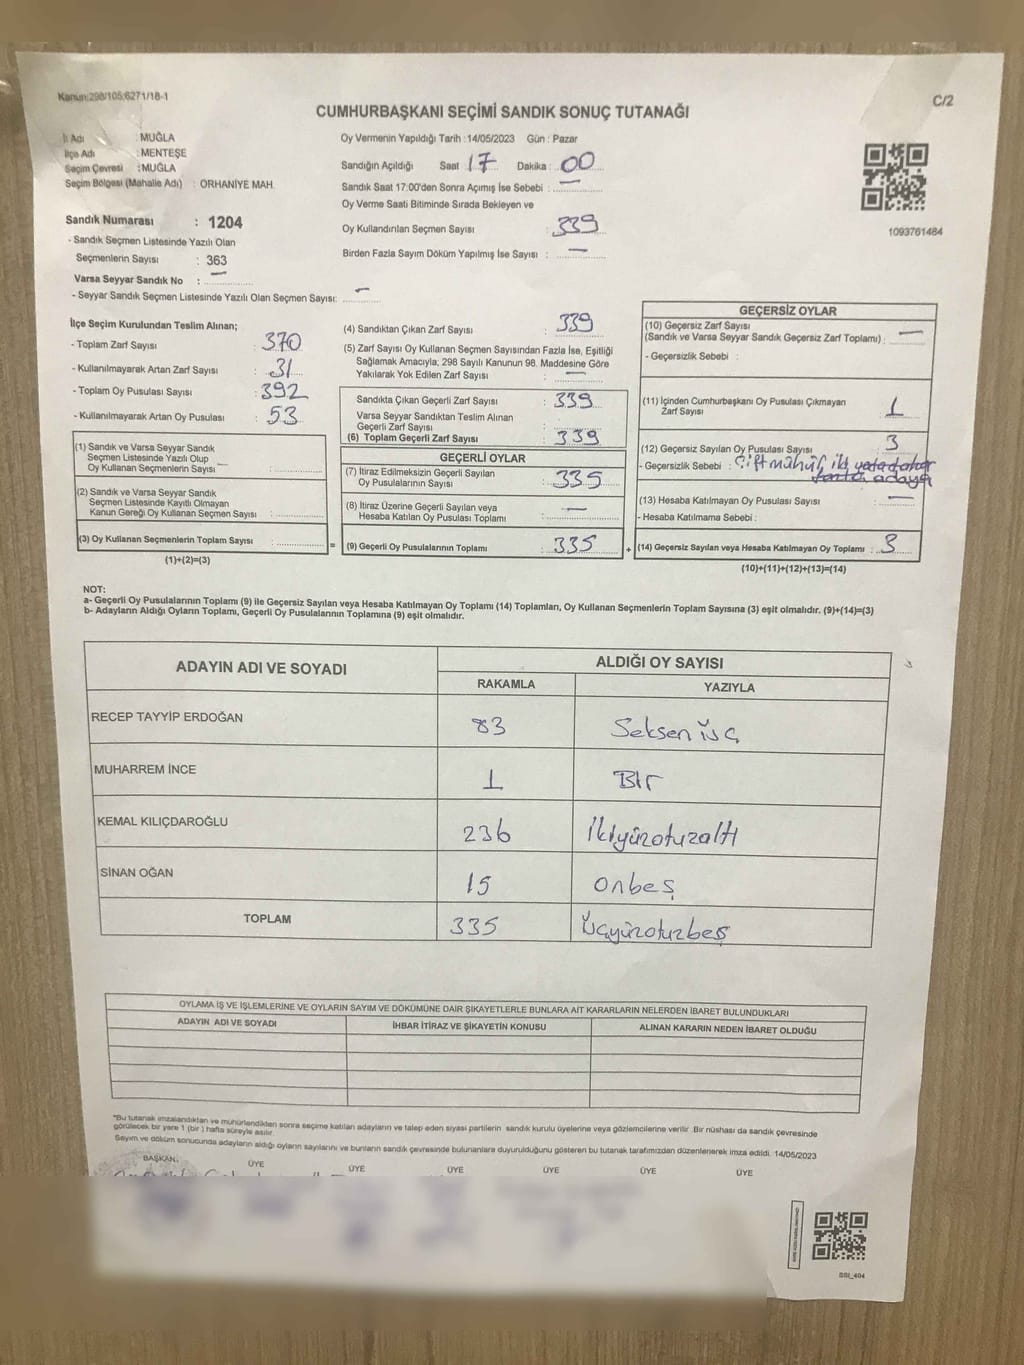 Kanun:298/105;6271/18-1
C/2
CUMHURBAŞKANI SEÇİMİ SANDIK SONUÇ TUTANAĞI
İl Adı : MUĞLA
İlçe Adı : MENTEŞE
Seçim Çevresi : MUĞLA
Seçim Bölgesi (Mahalle Adı) : ORHANİYE MAH.
Sandık Numarası : 1204
- Sandık Seçmen Listesinde Yazılı Olan
Seçmenlerin Sayısı : 363
Varsa Seyyar Sandık No : —
- Seyyar Sandık Seçmen Listesinde Yazılı Olan Seçmen Sayısı: —
Oy Vermenin Yapıldığı Tarih : 14/05/2023 Gün : Pazar
Sandığın Açıldığı Saat 17 Dakika : 00
Sandık Saat 17:00'den Sonra Açımış İse Sebebi : —
Oy Verme Saati Bitiminde Sırada Bekleyen ve
Oy Kullandırılan Seçmen Sayısı : 339
Birden Fazla Sayım Döküm Yapılmış İse Sayısı : —
1093761484
İlçe Seçim Kurulundan Teslim Alınan;
- Toplam Zarf Sayısı : 370
- Kullanılmayarak Artan Zarf Sayısı : 31
- Toplam Oy Pusulası Sayısı : 392
- Kullanılmayarak Artan Oy Pusulası : 53
(1) Sandık ve Varsa Seyyar Sandık
Seçmen Listesinde Yazılı Olup
Oy Kullanan Seçmenlerin Sayısı —
(2) Sandık ve Varsa Seyyar Sandık
Seçmen Listesinde Kayıtlı Olmayan
Kanun Gereği Oy Kullanan Seçmen Sayısı :
(3) Oy Kullanan Seçmenlerin Toplam Sayısı :
(1)+(2)=(3)
(4) Sandıktan Çıkan Zarf Sayısı : 339
(5) Zarf Sayısı Oy Kullanan Seçmen Sayısından Fazla İse, Eşitliği
Sağlamak Amacıyla; 298 Sayılı Kanunun 98. Maddesine Göre
Yakılarak Yok Edilen Zarf Sayısı : —
Sandıkta Çıkan Geçerli Zarf Sayısı : 339
Varsa Seyyar Sandıktan Teslim Alınan
Geçerli Zarf Sayısı :
(6) Toplam Geçerli Zarf Sayısı : 339
GEÇERLİ OYLAR
(7) İtiraz Edilmeksizin Geçerli Sayılan
Oy Pusulalarının Sayısı : 335
(8) İtiraz Üzerine Geçerli Sayılan veya
Hesaba Katılan Oy Pusulası Toplamı : —
= (9) Geçerli Oy Pusulalarının Toplamı : 335
GEÇERSİZ OYLAR
(10) Geçersiz Zarf Sayısı
(Sandık ve Varsa Seyyar Sandık Geçersiz Zarf Toplamı) : —
- Geçersizlik Sebebi :
(11) İçinden Cumhurbaşkanı Oy Pusulası Çıkmayan
Zarf Sayısı : 1
(12) Geçersiz Sayılan Oy Pusulası Sayısı : 3
- Geçersizlik Sebebi : Çift mühür, iki yada daha
fazla adaya
(13) Hesaba Katılmayan Oy Pusulası Sayısı : —
- Hesaba Katılmama Sebebi :
+ (14) Geçersiz Sayılan veya Hesaba Katılmayan Oy Toplamı : 3
(10)+(11)+(12)+(13)=(14)
NOT:
a- Geçerli Oy Pusulalarının Toplamı (9) ile Geçersiz Sayılan veya Hesaba Katılmayan Oy Toplamı (14) Toplamları, Oy Kullanan Seçmenlerin Toplam Sayısına (3) eşit olmalıdır. (9)+(14)=(3)
b- Adayların Aldığı Oyların Toplamı, Geçerli Oy Pusulalarının Toplamına (9) eşit olmalıdır.
ADAYIN ADI VE SOYADI ALDIĞI OY SAYISI
RAKAMLA YAZIYLA
RECEP TAYYİP ERDOĞAN 83 Seksen üç
MUHARREM İNCE 1 Bir
KEMAL KILIÇDAROĞLU 236 İkiyüzotuzaltı
SİNAN OĞAN 15 onbeş
TOPLAM 335 Üçyüzotuzbeş
OYLAMA İŞ VE İŞLEMLERİNE VE OYLARIN SAYIM VE DÖKÜMÜNE DAİR ŞİKAYETLERLE BUNLARA AİT KARARLARIN NELERDEN İBARET BULUNDUKLARI
ADAYIN ADI VE SOYADI İHBAR İTİRAZ VE ŞİKAYETİN KONUSU ALINAN KARARIN NEDEN İBARET OLDUĞU
*Bu tutanak imzalandıktan ve mühürlendikten sonra seçime katılan adayların ve talep eden siyasi partilerin sandık kurulu üyelerine veya gözlemcilerine verilir. Bir nüshası da sandık çevresinde
görülecek bir yere 1 (bir) hafta süreyle asılır.
Sayım ve döküm sonucunda adayların aldığı oyların sayılarını ve bunların sandık çevresinde bulunanlara duyurulduğunu gösteren bu tutanak tarafımızdan düzenlenerek imza edildi. 14/05/2023
BAŞKAN ÜYE ÜYE ÜYE ÜYE ÜYE ÜYE
SSI_404